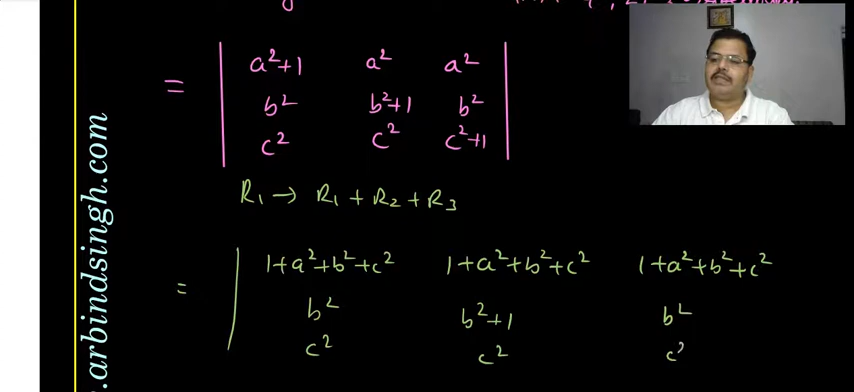 = | a²+1 a² a² |
| b² b²+1 b² |
| c² c² c²+1 |
R₁ → R₁ + R₂ + R₃
= | 1+a²+b²+c² 1+a²+b²+c² 1+a²+b²+c²
b² b²+1 b²
c² c² c²
.arbindsingh.com/